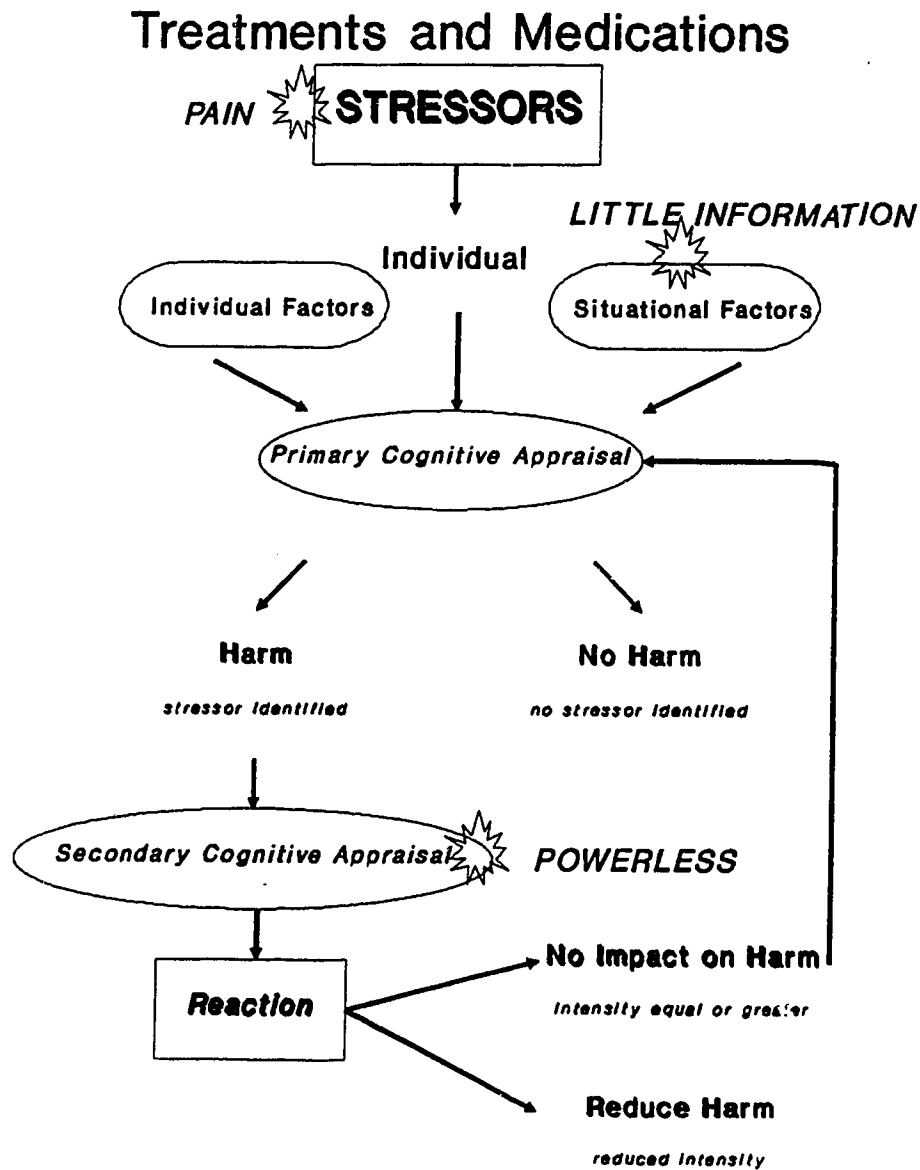 Treatments and Medications
PAIN
STRESSORS
LITTLE INFORMATION
Individual
Individual Factors
Situational Factors
Primary Cognitive Appraisal
Harm
No Harm
stressor identified
no stressor identified
Secondary Cognitive Appraisal
POWERLESS
No Impact on Harm
Reaction
intensity equal or greater
Reduce Harm
reduced intensity